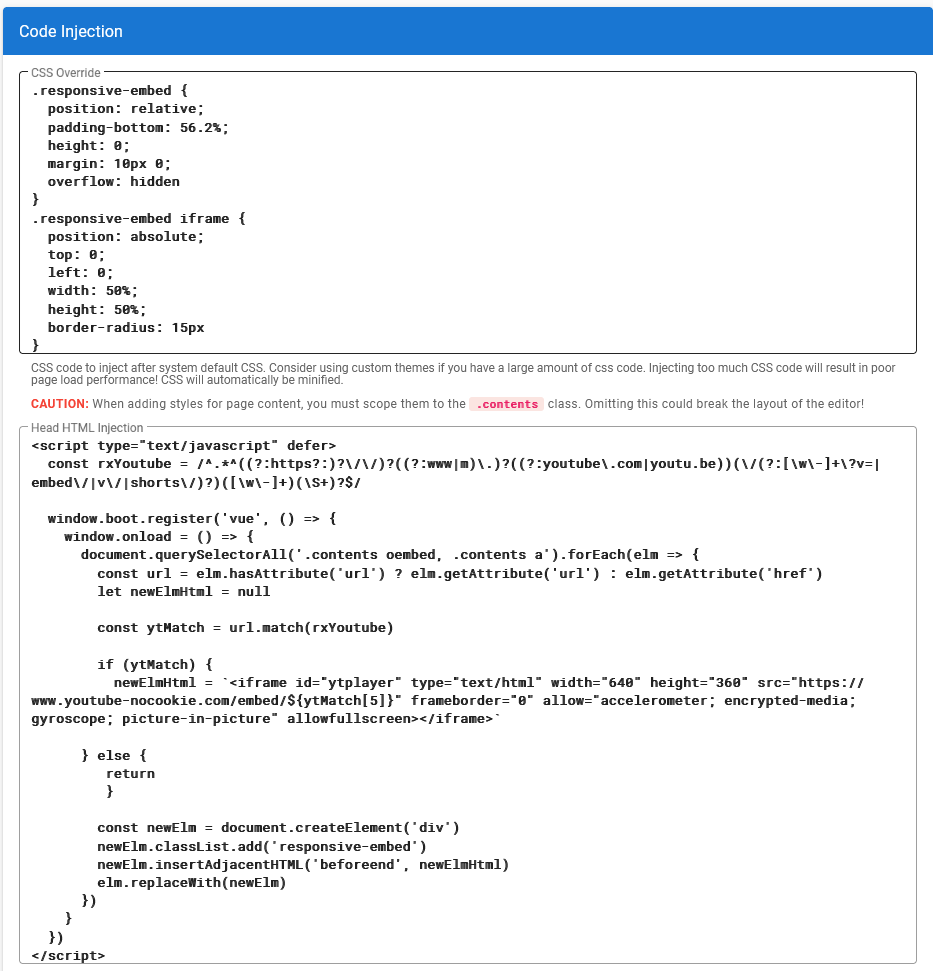 Code Injection
CSS Override
.responsive-embed {
  position: relative;
  padding-bottom: 56.2%;
  height: 0;
  margin: 10px 0;
  overflow: hidden
}
.responsive-embed iframe {
  position: absolute;
  top: 0;
  left: 0;
  width: 50%;
  height: 50%;
  border-radius: 15px
}
CSS code to inject after system default CSS. Consider using custom themes if you have a large amount of css code. Injecting too much CSS code will result in poor
page load performance! CSS will automatically be minified.
CAUTION: When adding styles for page content, you must scope them to the .contents class. Omitting this could break the layout of the editor!
Head HTML Injection
<script type="text/javascript" defer>
  const rxYoutube = /^.*^((?:https?:)?\/\/)?((?:www|m)\.)?((?:youtube\.com|youtu.be))(\/(?:[\w\-]+\?v=|
embed\/|v\/|shorts\/)?)([\w\-]+)(\S+)?$/
  window.boot.register('vue', () => {
    window.onload = () => {
      document.querySelectorAll('.contents oembed, .contents a').forEach(elm => {
        const url = elm.hasAttribute('url') ? elm.getAttribute('url') : elm.getAttribute('href')
        let newElmHtml = null
        const ytMatch = url.match(rxYoutube)
        if (ytMatch) {
          newElmHtml = `<iframe id="ytplayer" type="text/html" width="640" height="360" src="https://
www.youtube-nocookie.com/embed/${ytMatch[5]}" frameborder="0" allow="accelerometer; encrypted-media;
gyroscope; picture-in-picture" allowfullscreen></iframe>`
      } else {
         return
         }
        const newElm = document.createElement('div')
        newElm.classList.add('responsive-embed')
        newElm.insertAdjacentHTML('beforeend', newElmHtml)
        elm.replaceWith(newElm)
      })
    }
  })
</script>